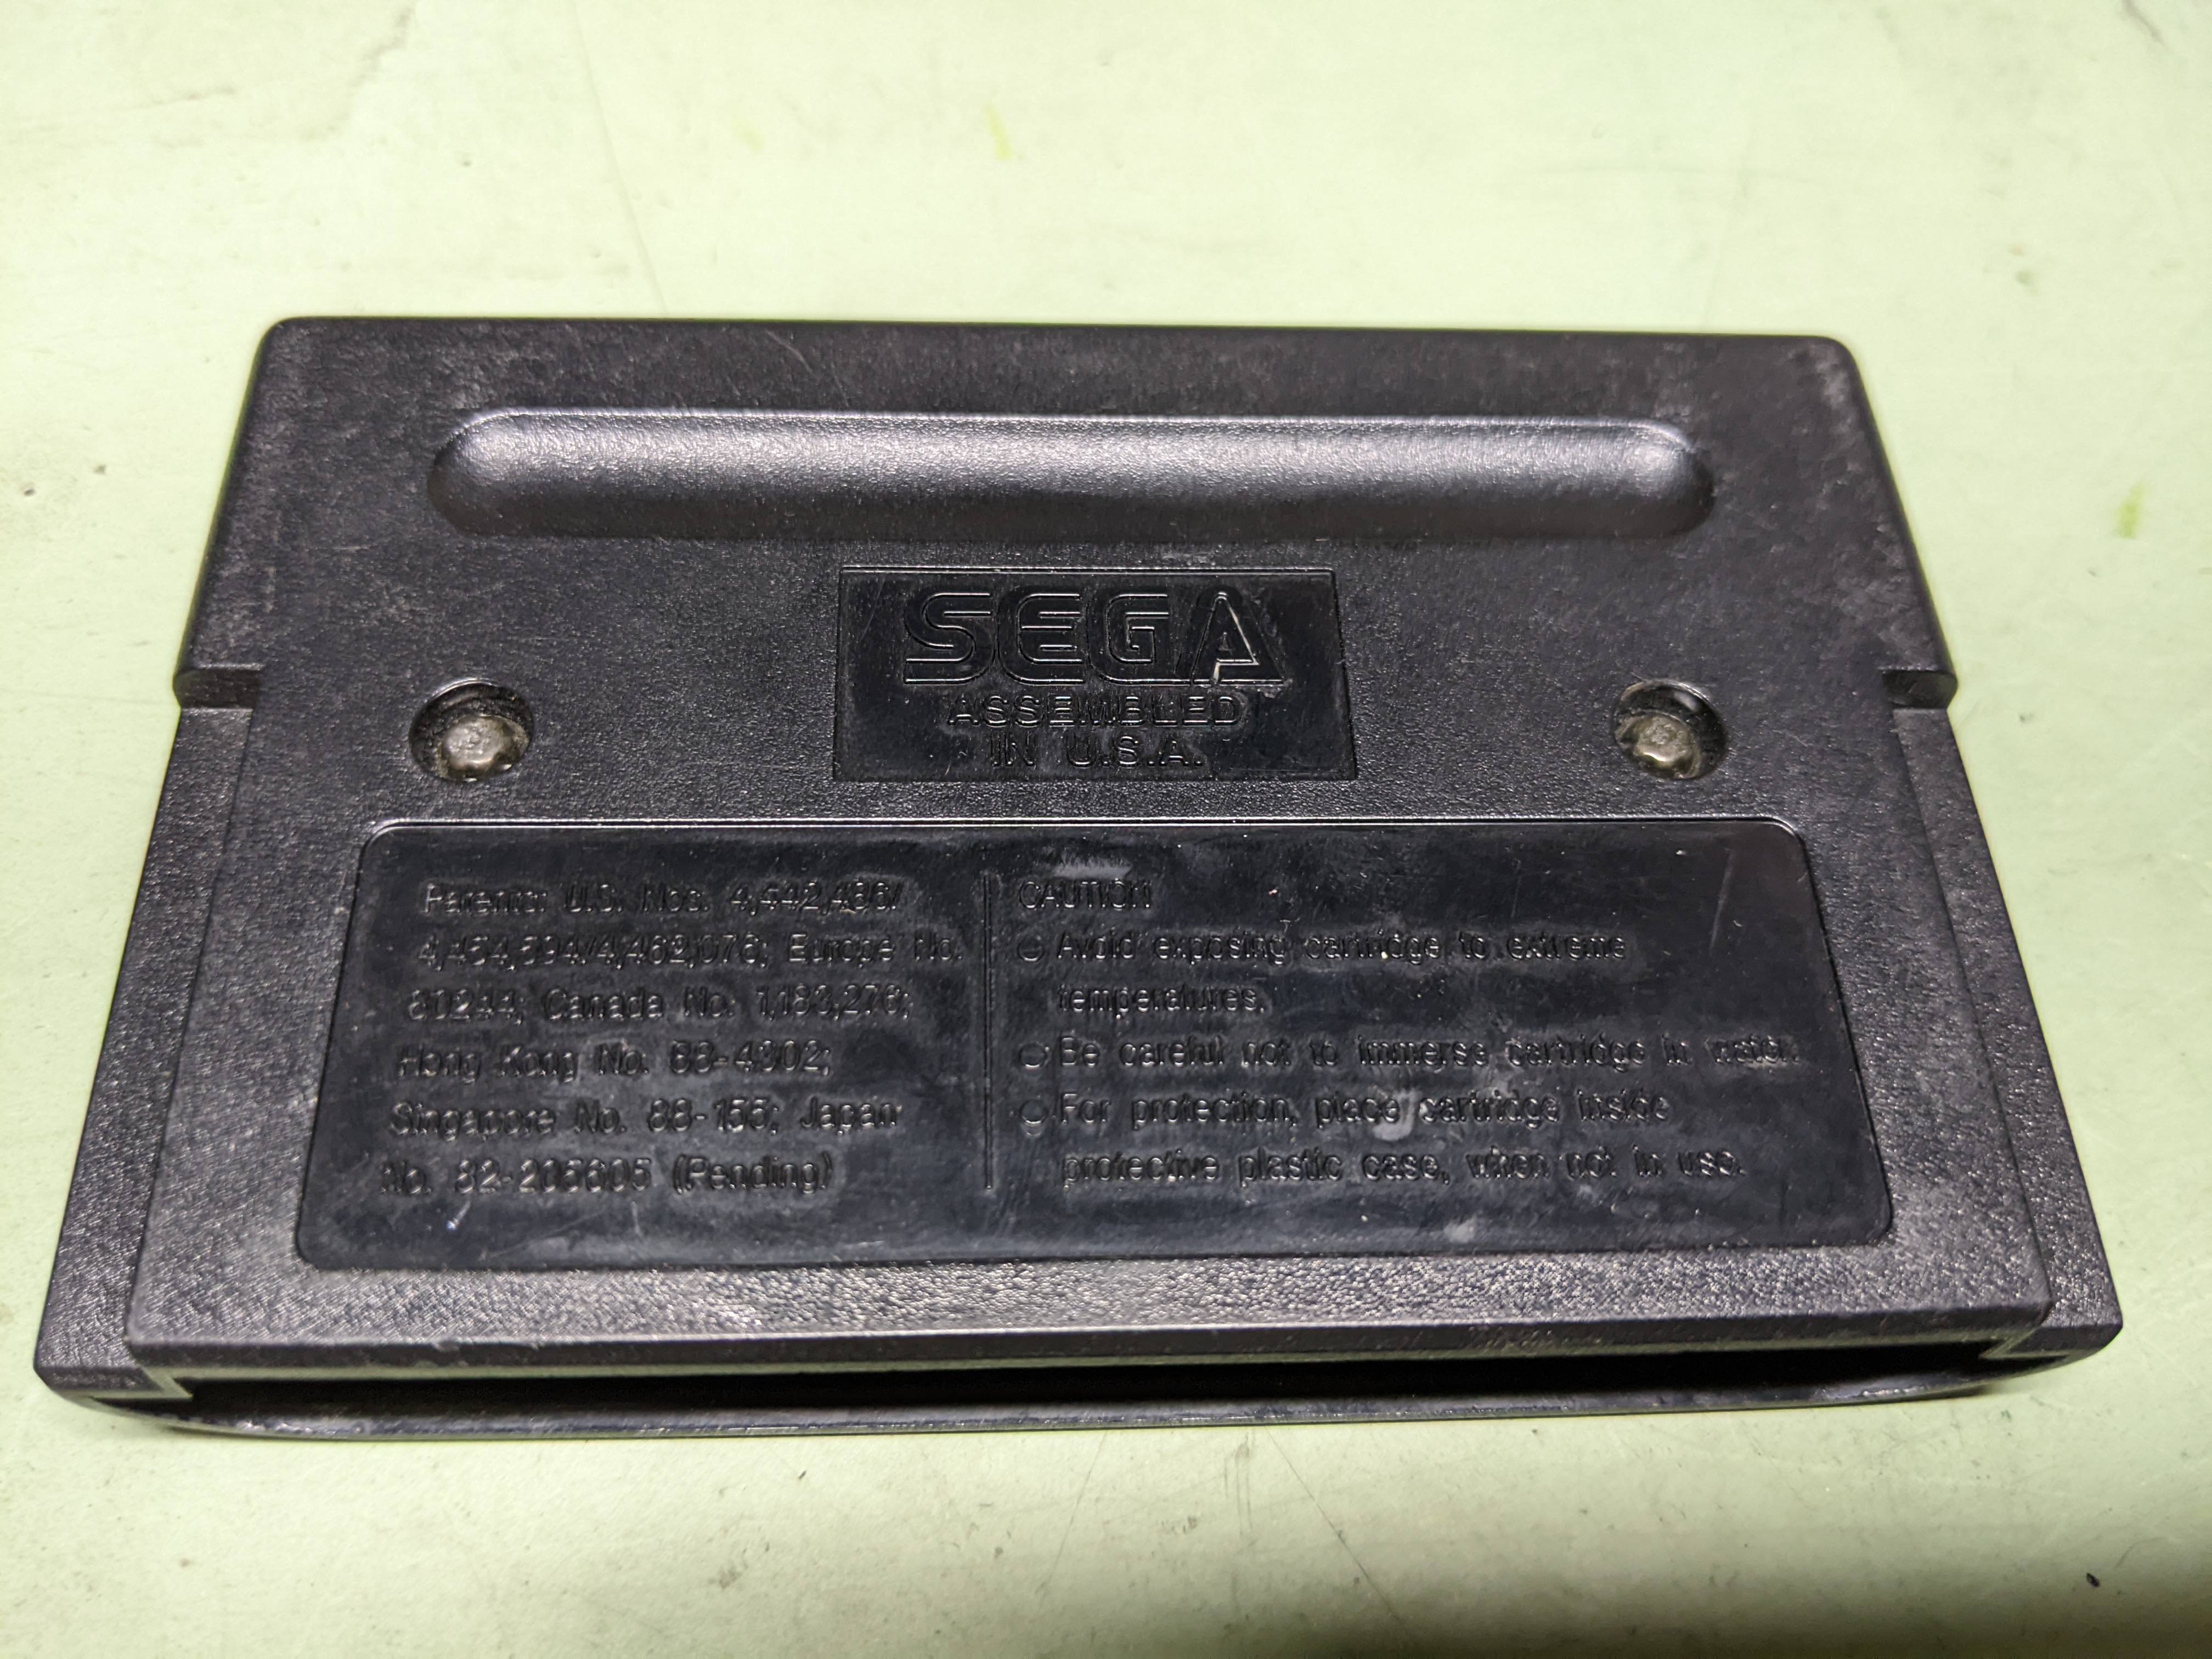 SEGA
ASSEMBLED
IN U.S.A.
Patents: U.S. Nos. 4,442,486/
4,454,594/4,462,076; Europe No.
80244; Canada No. 1,183,276;
Hong Kong No. 88-4302;
Singapore No. 88-155; Japan
No. 82-205605 (Pending)
CAUTION
Avoid exposing cartridge to extreme
temperatures.
Be careful not to immerse cartridge in water.
For protection, place cartridge inside
protective plastic case, when not in use.